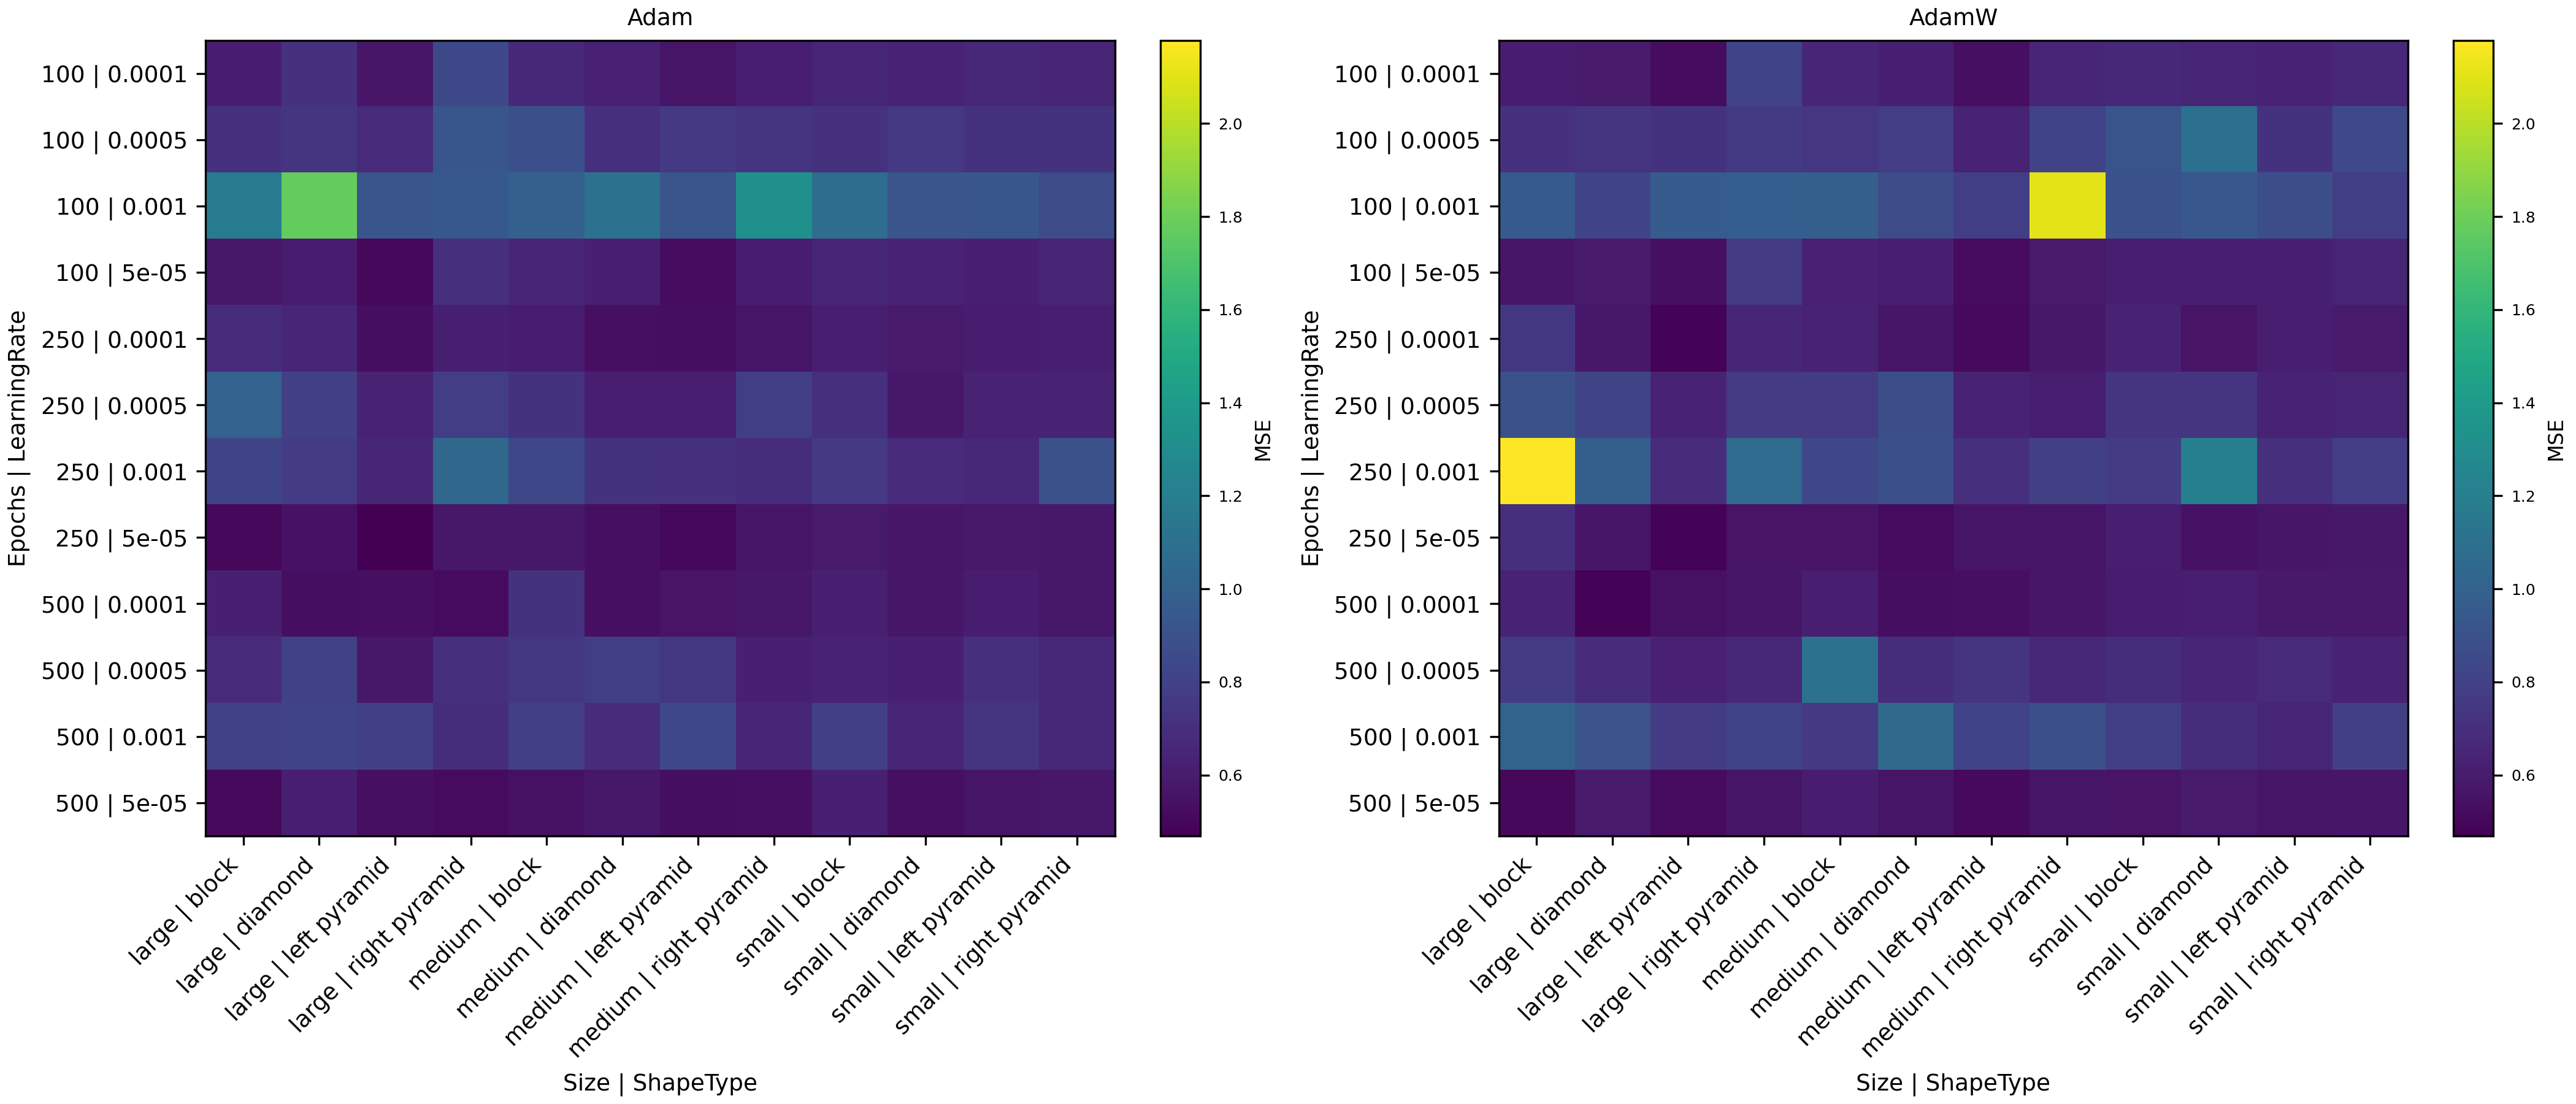 Adam
100 | 0.0001
100 | 0.0005
100 | 0.001
100 | 5e-05
250 | 0.0001
250 | 0.0005
250 | 0.001
250 | 5e-05
500 | 0.0001
500 | 0.0005
500 | 0.001
500 | 5e-05
Epochs | LearningRate
large | block
large | diamond
large | left pyramid
large | right pyramid
medium | block
medium | diamond
medium | left pyramid
medium | right pyramid
small | block
small | diamond
small | left pyramid
small | right pyramid
Size | ShapeType
2.0
1.8
1.6
1.4
1.2
1.0
0.8
0.6
MSE
AdamW
100 | 0.0001
100 | 0.0005
100 | 0.001
100 | 5e-05
250 | 0.0001
250 | 0.0005
250 | 0.001
250 | 5e-05
500 | 0.0001
500 | 0.0005
500 | 0.001
500 | 5e-05
Epochs | LearningRate
large | block
large | diamond
large | left pyramid
large | right pyramid
medium | block
medium | diamond
medium | left pyramid
medium | right pyramid
small | block
small | diamond
small | left pyramid
small | right pyramid
Size | ShapeType
2.0
1.8
1.6
1.4
1.2
1.0
0.8
0.6
MSE